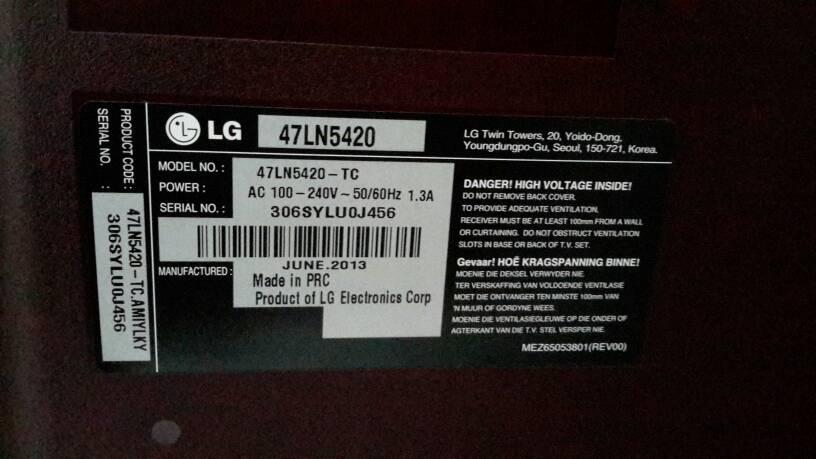 LG
47LN5420
LG Twin Towers, 20, Yoido-Dong,
Youngdungpo-Gu, Seoul, 150-721, Korea.
MODEL NO. : 47LN5420-TC
POWER : AC 100-240V~50/60Hz 1.3A
SERIAL NO. : 306SYLU0J456
MANUFACTURED : JUNE.2013
Made in PRC
Product of LG Electronics Corp
DANGER! HIGH VOLTAGE INSIDE!
DO NOT REMOVE BACK COVER.
TO PROVIDE ADEQUATE VENTILATION,
RECEIVER MUST BE AT LEAST 100mm FROM A WALL
OR CURTAINING. DO NOT OBSTRUCT VENTILATION
SLOTS IN BASE OR BACK OF T.V. SET.
Gevaar! HOË KRAGSPANNING BINNE!
MOENIE DIE DEKSEL VERWYDER NIE.
TER VERSKAFFING VAN VOLDOENDE VENTILASIE
MOET DIE ONTVANGER TEN MINSTE 100mm VAN
'N MUUR OF GORDYNE WEES.
MOENIE DIE VENTILASIEGLEUWE OP DIE ONDER OF
AGTERKANT VAN DIE T.V. STEL VERSPER NIE.
MEZ65053801(REV00)
PRODUCT CODE : 47LN5420-TC.AMIYLKY
SERIAL NO. : 306SYLU0J456